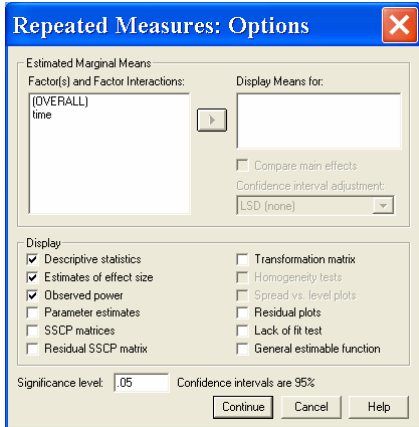 Repeated Measures: Options
Estimated Marginal Means
Factor(s) and Factor Interactions:
(OVERALL)
time
Display Means for:
Compare main effects
Confidence interval adjustment:
LSD (none)
Display
Descriptive statistics
Estimates of effect size
Observed power
Parameter estimates
SSCP matrices
Residual SSCP matrix
Transformation matrix
Homogeneity tests
Spread vs. level plots
Residual plots
Lack of fit test
General estimable function
Significance level: .05 Confidence intervals are 95%
Continue Cancel Help